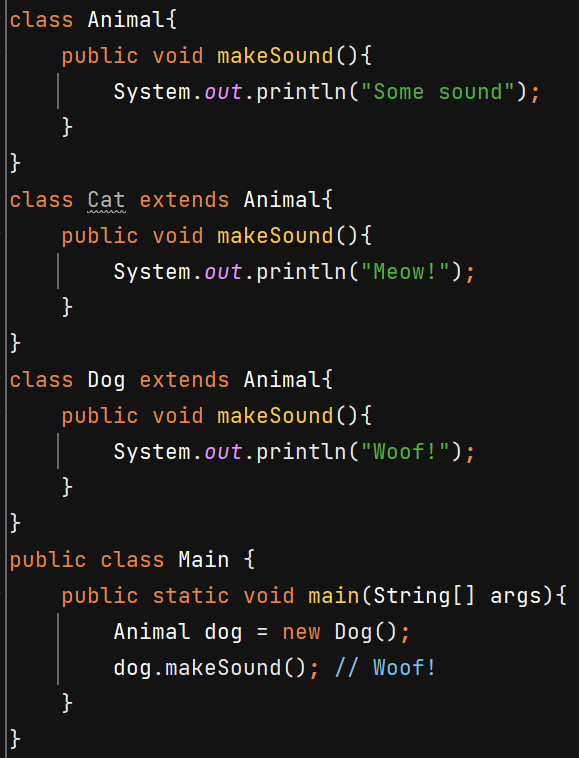 class Animal{
    public void makeSound(){
        System.out.println("Some sound");
    }
}
class Cat extends Animal{
    public void makeSound(){
        System.out.println("Meow!");
    }
}
class Dog extends Animal{
    public void makeSound(){
        System.out.println("Woof!");
    }
}
public class Main {
    public static void main(String[] args){
        Animal dog = new Dog();
        dog.makeSound(); // Woof!
    }
}